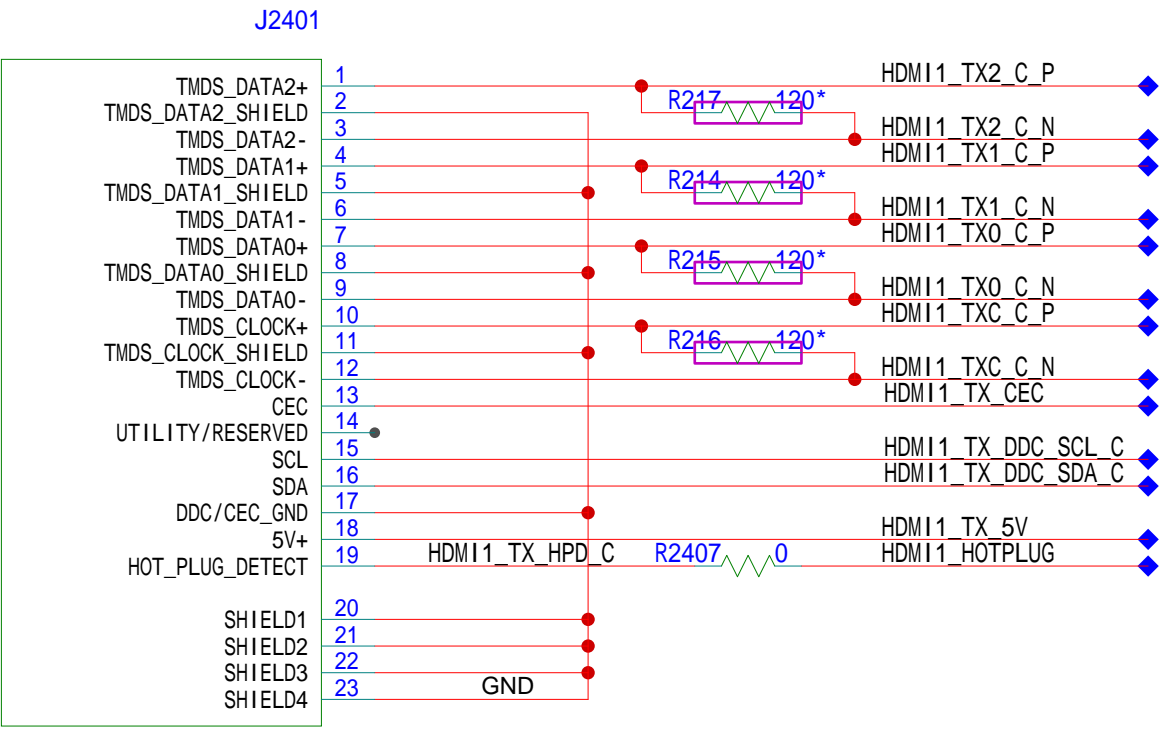 J2401
TMDS_DATA2+ 1 HDMI1_TX2_C_P
TMDS_DATA2_SHIELD 2 R217 120*
TMDS_DATA2- 3 HDMI1_TX2_C_N
TMDS_DATA1+ 4 HDMI1_TX1_C_P
TMDS_DATA1_SHIELD 5 R214 120*
TMDS_DATA1- 6 HDMI1_TX1_C_N
TMDS_DATA0+ 7 HDMI1_TX0_C_P
TMDS_DATA0_SHIELD 8 R215 120*
TMDS_DATA0- 9 HDMI1_TX0_C_N
TMDS_CLOCK+ 10 HDMI1_TXC_C_P
TMDS_CLOCK_SHIELD 11 R216 120*
TMDS_CLOCK- 12 HDMI1_TXC_C_N
CEC 13 HDMI1_TX_CEC
UTILITY/RESERVED 14
SCL 15 HDMI1_TX_DDC_SCL_C
SDA 16 HDMI1_TX_DDC_SDA_C
DDC/CEC_GND 17
5V+ 18 HDMI1_TX_5V
HOT_PLUG_DETECT 19 HDMI1_TX_HPD_C R2407 0 HDMI1_HOTPLUG
SHIELD1 20
SHIELD2 21
SHIELD3 22
SHIELD4 23 GND